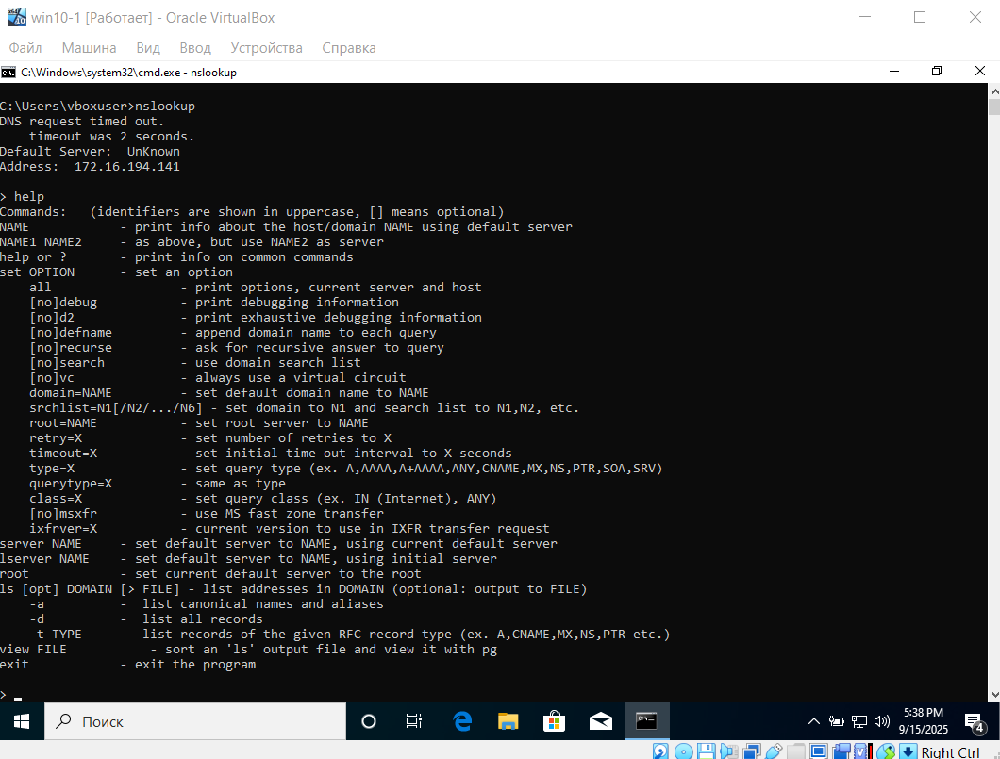 win10-1 [Работает] - Oracle VirtualBox
Файл Машина Вид Ввод Устройства Справка
C:\Windows\system32\cmd.exe - nslookup
C:\Users\vboxuser>nslookup
DNS request timed out.
    timeout was 2 seconds.
Default Server:  UnKnown
Address:  172.16.194.141
> help
Commands:   (identifiers are shown in uppercase, [] means optional)
NAME            - print info about the host/domain NAME using default server
NAME1 NAME2     - as above, but use NAME2 as server
help or ?       - print info on common commands
set OPTION      - set an option
    all                 - print options, current server and host
    [no]debug           - print debugging information
    [no]d2              - print exhaustive debugging information
    [no]defname         - append domain name to each query
    [no]recurse         - ask for recursive answer to query
    [no]search          - use domain search list
    [no]vc              - always use a virtual circuit
    domain=NAME         - set default domain name to NAME
    srchlist=N1[/N2/.../N6] - set domain to N1 and search list to N1,N2, etc.
    root=NAME           - set root server to NAME
    retry=X             - set number of retries to X
    timeout=X           - set initial time-out interval to X seconds
    type=X              - set query type (ex. A,AAAA,A+AAAA,ANY,CNAME,MX,NS,PTR,SOA,SRV)
    querytype=X         - same as type
    class=X             - set query class (ex. IN (Internet), ANY)
    [no]msxfr           - use MS fast zone transfer
    ixfrver=X           - current version to use in IXFR transfer request
server NAME     - set default server to NAME, using current default server
lserver NAME    - set default server to NAME, using initial server
root            - set current default server to the root
ls [opt] DOMAIN [> FILE] - list addresses in DOMAIN (optional: output to FILE)
    -a          -  list canonical names and aliases
    -d          -  list all records
    -t TYPE     -  list records of the given RFC record type (ex. A,CNAME,MX,NS,PTR etc.)
view FILE           - sort an 'ls' output file and view it with pg
exit            - exit the program
>
Поиск
5:38 PM
9/15/2025
4
Right Ctrl